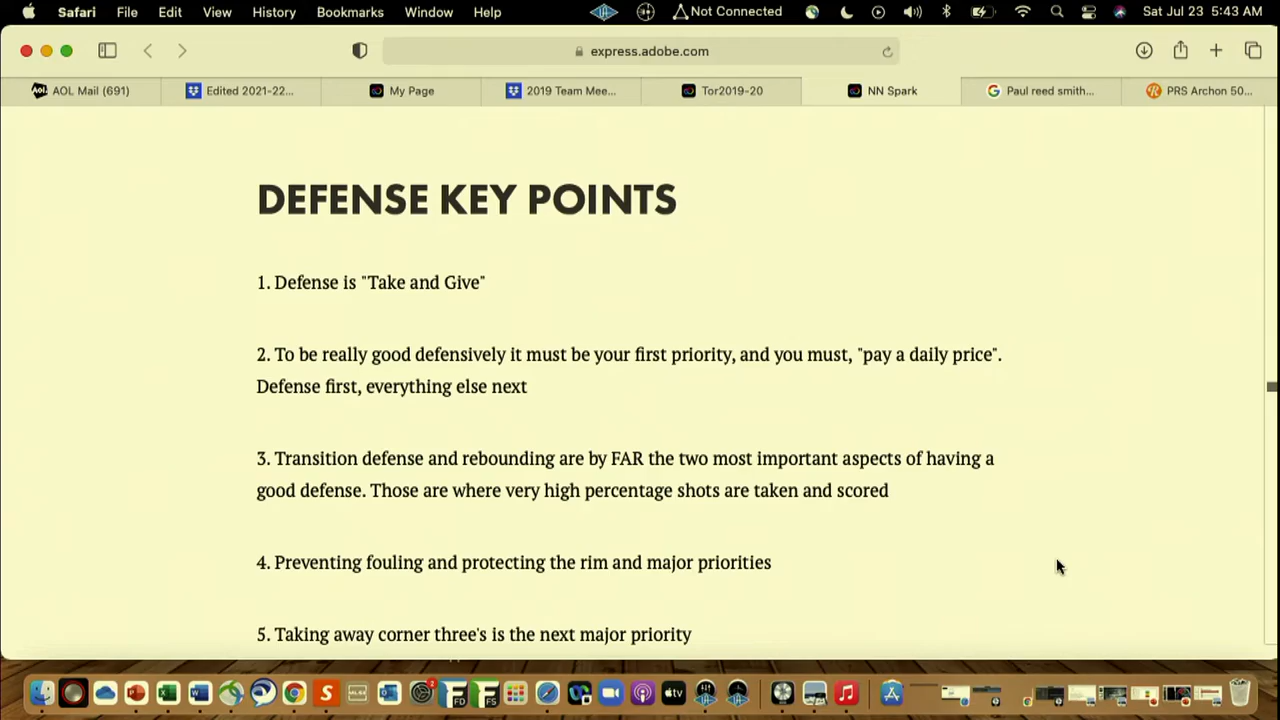 Safari File Edit View History Bookmarks Window Help Not Connected Sat Jul 23 5:43 AM
express.adobe.com
AOL Mail (691) Edited 2021-22... My Page 2019 Team Mee... Tor2019-20 NN Spark Paul reed smith... PRS Archon 50...
DEFENSE KEY POINTS
1. Defense is "Take and Give"
2. To be really good defensively it must be your first priority, and you must, "pay a daily price".
Defense first, everything else next
3. Transition defense and rebounding are by FAR the two most important aspects of having a
good defense. Those are where very high percentage shots are taken and scored
4. Preventing fouling and protecting the rim and major priorities
5. Taking away corner three's is the next major priority